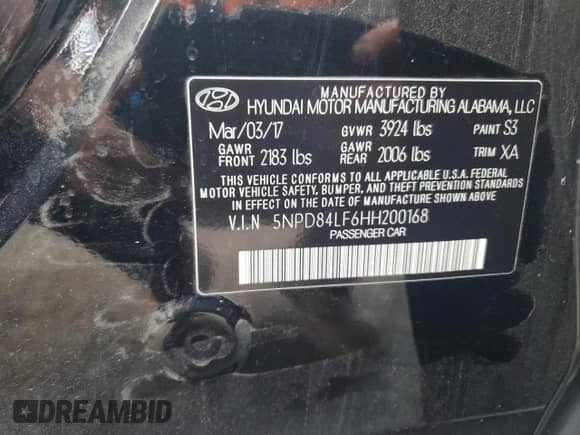 MANUFACTURED BY
HYUNDAI MOTOR MANUFACTURING ALABAMA, LLC
Mar/03/17 GVWR 3924 lbs PAINT S3
GAWR FRONT 2183 lbs GAWR REAR 2006 lbs TRIM XA
THIS VEHICLE CONFORMS TO ALL APPLICABLE U.S.A. FEDERAL
MOTOR VEHICLE SAFETY, BUMPER, AND THEFT PREVENTION STANDARDS
IN EFFECT ON THE DATE OF MANUFACTURE SHOWN ABOVE.
V.I.N 5NPD84LF6HH200168
PASSENGER CAR
DREAMBID